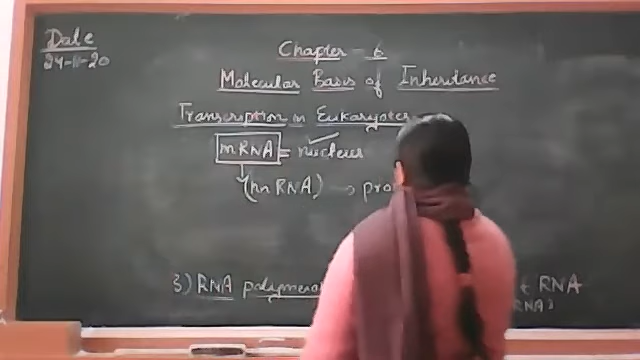 Date
24-11-20
Chapter - 6
Molecular Basis of Inheritance
Transcription in Eukaryotes
mRNA = nucleus
(hn RNA) →
3) RNA RNA